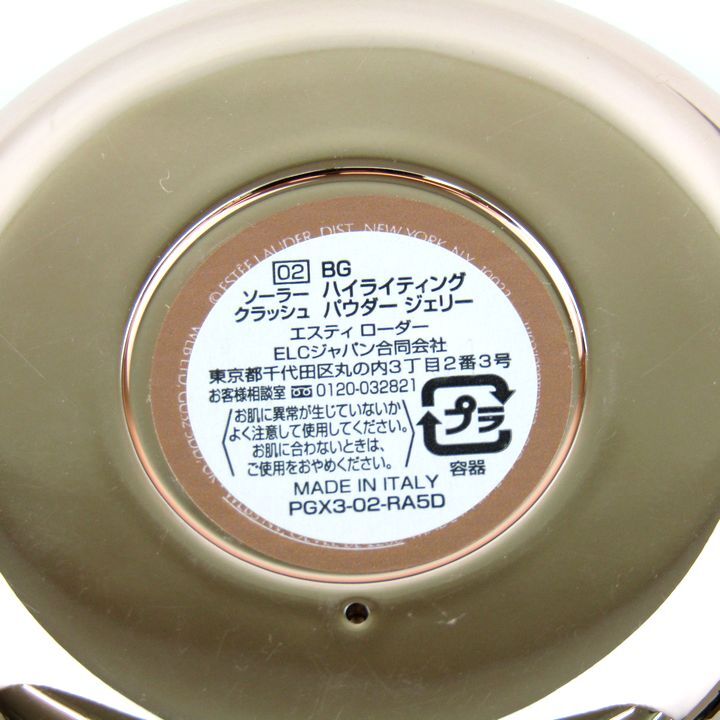 ©ESTÉE LAUDER DIST. NEW YORK, N.Y. 10022
02 BG
ソーラー ハイライティング
クラッシュ パウダー ジェリー
エスティ ローダー
ELCジャパン合同会社
東京都千代田区丸の内3丁目2番3号
お客様相談室 0120-032821
お肌に異常が生じていないか
よく注意して使用してください。
お肌に合わないときは、
ご使用をおやめください。
プラ
容器
MADE IN ITALY
PGX3-02-RA5D